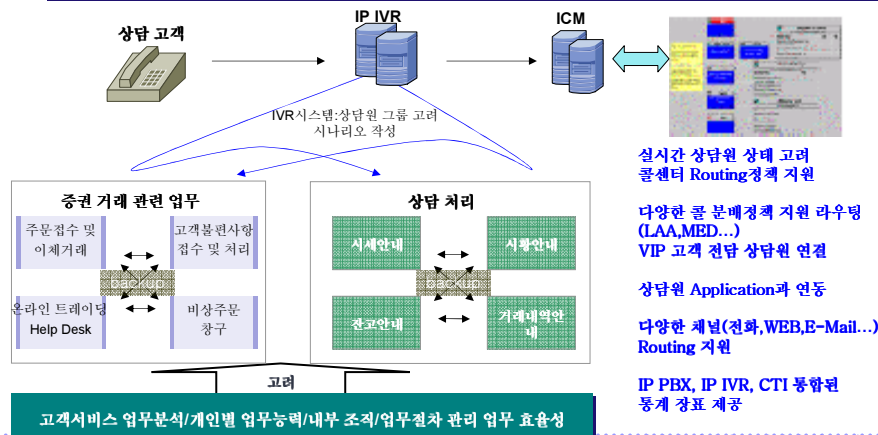 상담 고객
IP IVR
ICM
IVR시스템:상담원 그룹 고려
시나리오 작성
실시간 상담원 상태 고려
콜센터 Routing정책 지원
다양한 콜 분배정책 지원 라우팅
(LAA,MED...)
VIP 고객 전담 상담원 연결
상담원 Application과 연동
다양한 채널(전화,WEB,E-Mail...)
Routing 지원
IP PBX, IP IVR, CTI 통합된
통계 장표 제공
증권 거래 관련 업무
주문접수 및
이체거래
고객불편사항
접수 및 처리
backup
온라인 트레이딩
Help Desk
비상주문
창구
상담 처리
시세안내
시황안내
backup
잔고안내
거래내역안
내
고려
고객서비스 업무분석/개인별 업무능력/내부 조직/업무절차 관리 업무 효율성